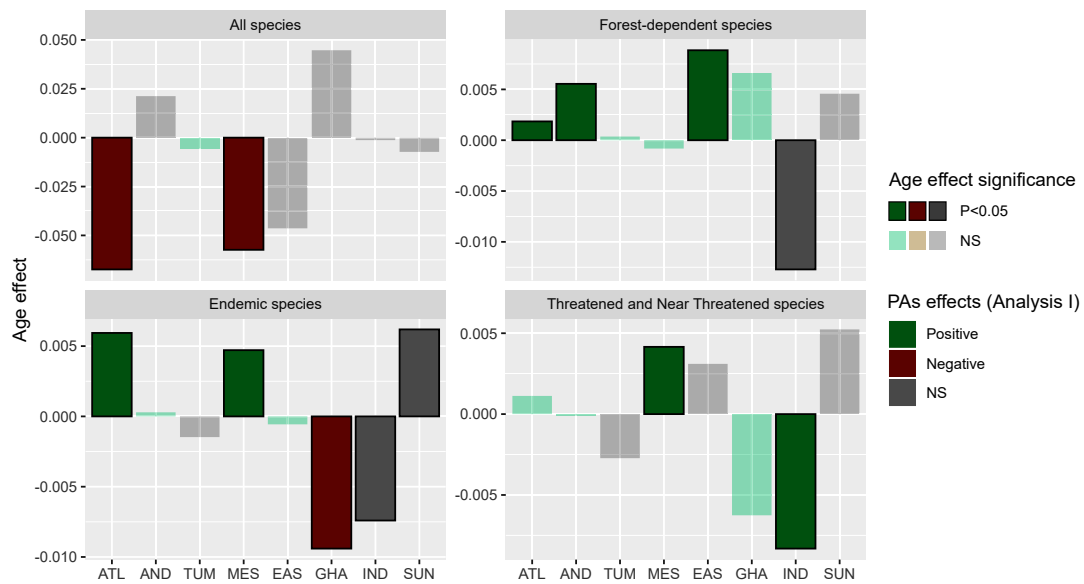 All species
Forest-dependent species
0.050
0.025
0.000
-0.025
-0.050
0.005
0.000
-0.005
-0.010
Age effect
Endemic species
Threatened and Near Threatened species
0.005
0.000
-0.005
-0.010
0.005
0.000
-0.005
ATL AND TUM MES EAS GHA IND SUN
ATL AND TUM MES EAS GHA IND SUN
Age effect significance
P<0.05
NS
PAs effects (Analysis I)
Positive
Negative
NS